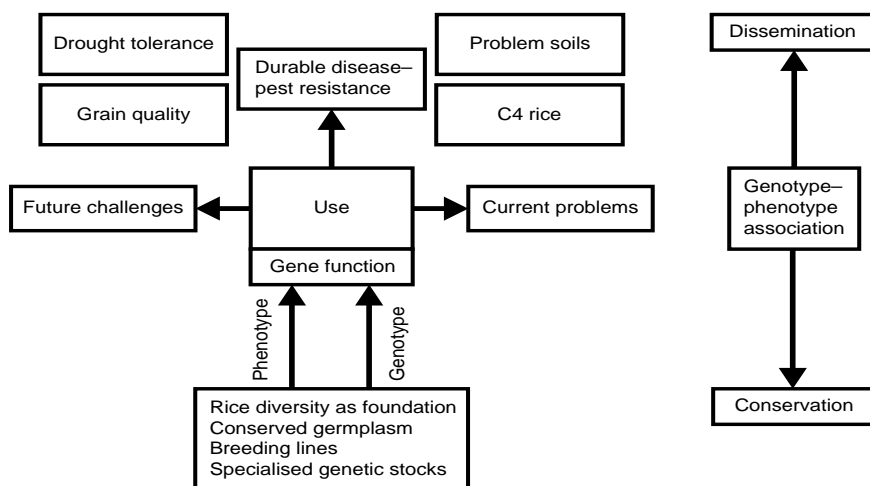 Drought tolerance
Durable disease–
pest resistance
Problem soils
Grain quality
C4 rice
Future challenges
Use
Current problems
Gene function
Phenotype
Genotype
Rice diversity as foundation
Conserved germplasm
Breeding lines
Specialised genetic stocks
Dissemination
Genotype–
phenotype
association
Conservation